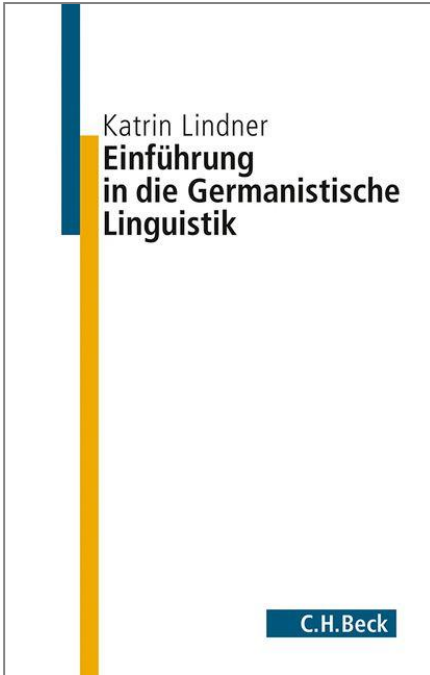 Katrin Lindner
Einführung
in die Germanistische
Linguistik
C.H.Beck